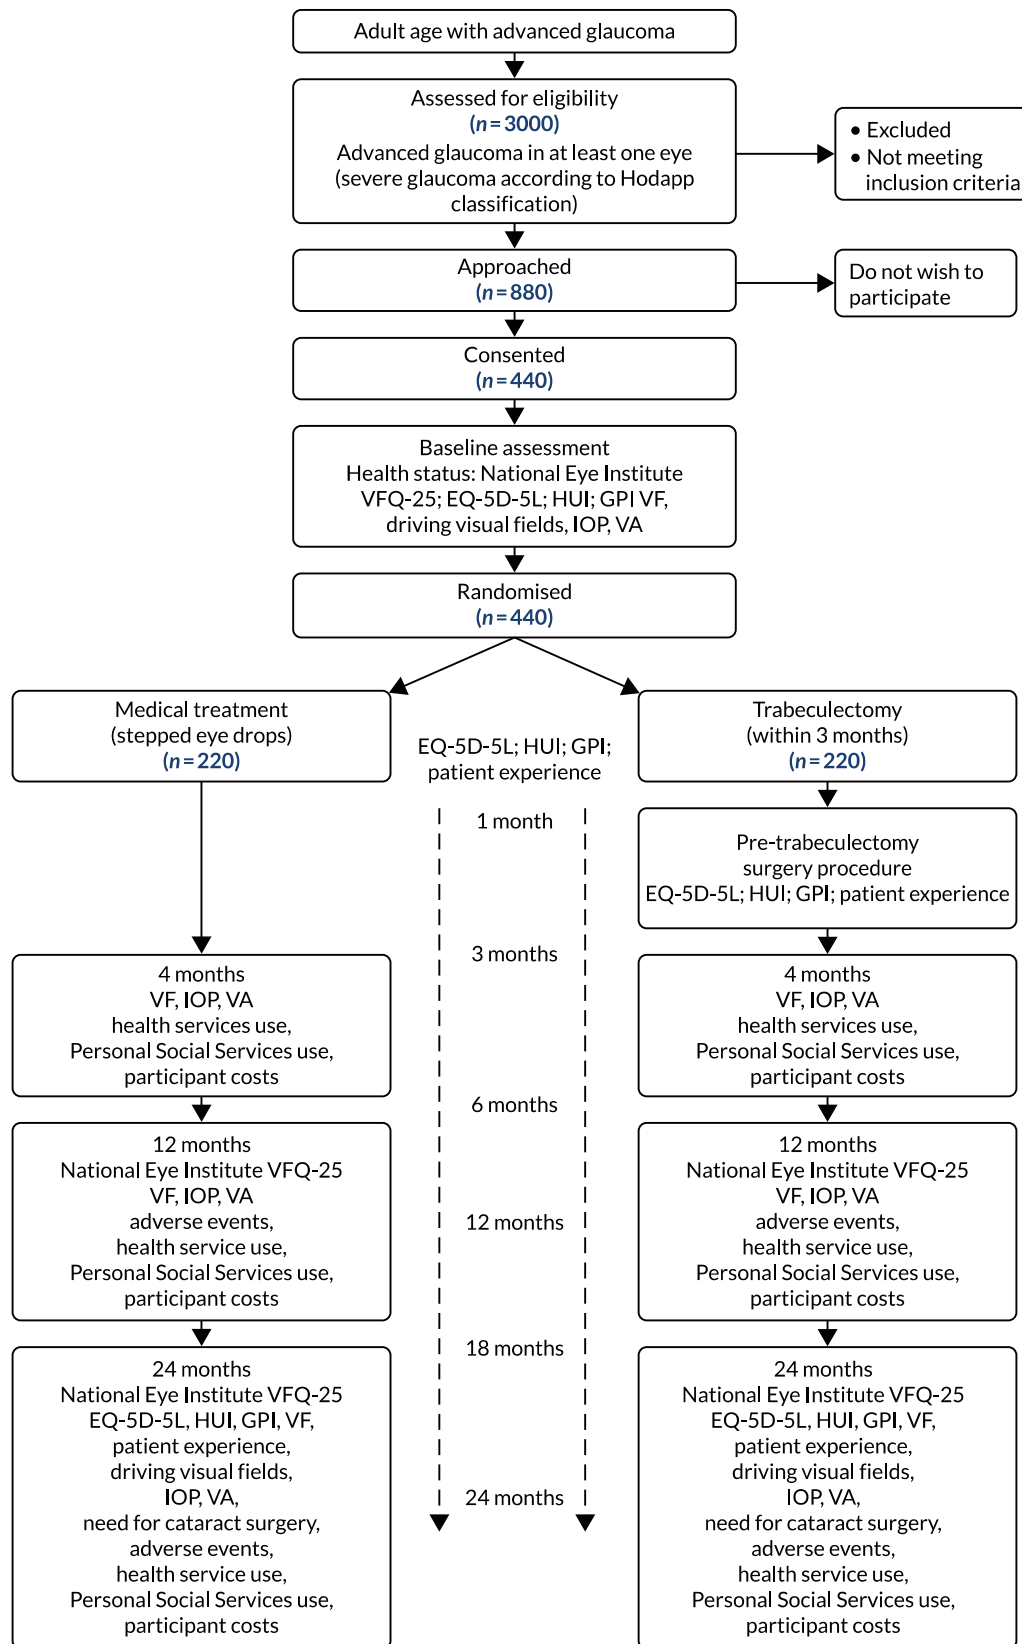 Adult age with advanced glaucoma
Assessed for eligibility
(n = 3000)
Advanced glaucoma in at least one eye
(severe glaucoma according to Hodapp
classification)
• Excluded
• Not meeting
inclusion criteria
Approached
(n = 880)
Do not wish to
participate
Consented
(n = 440)
Baseline assessment
Health status: National Eye Institute
VFQ-25; EQ-5D-5L; HUI; GPI VF,
driving visual fields, IOP, VA
Randomised
(n = 440)
Medical treatment
(stepped eye drops)
(n = 220)
EQ-5D-5L; HUI; GPI;
patient experience
1 month
3 months
6 months
12 months
18 months
24 months
Trabeculectomy
(within 3 months)
(n = 220)
Pre-trabeculectomy
surgery procedure
EQ-5D-5L; HUI; GPI; patient experience
4 months
VF, IOP, VA
health services use,
Personal Social Services use,
participant costs
4 months
VF, IOP, VA
health services use,
Personal Social Services use,
participant costs
12 months
National Eye Institute VFQ-25
VF, IOP, VA
adverse events,
health service use,
Personal Social Services use,
participant costs
12 months
National Eye Institute VFQ-25
VF, IOP, VA
adverse events,
health service use,
Personal Social Services use,
participant costs
24 months
National Eye Institute VFQ-25
EQ-5D-5L, HUI, GPI, VF,
patient experience,
driving visual fields,
IOP, VA,
need for cataract surgery,
adverse events,
health service use,
Personal Social Services use,
participant costs
24 months
National Eye Institute VFQ-25
EQ-5D-5L, HUI, GPI, VF,
patient experience,
driving visual fields,
IOP, VA,
need for cataract surgery,
adverse events,
health service use,
Personal Social Services use,
participant costs